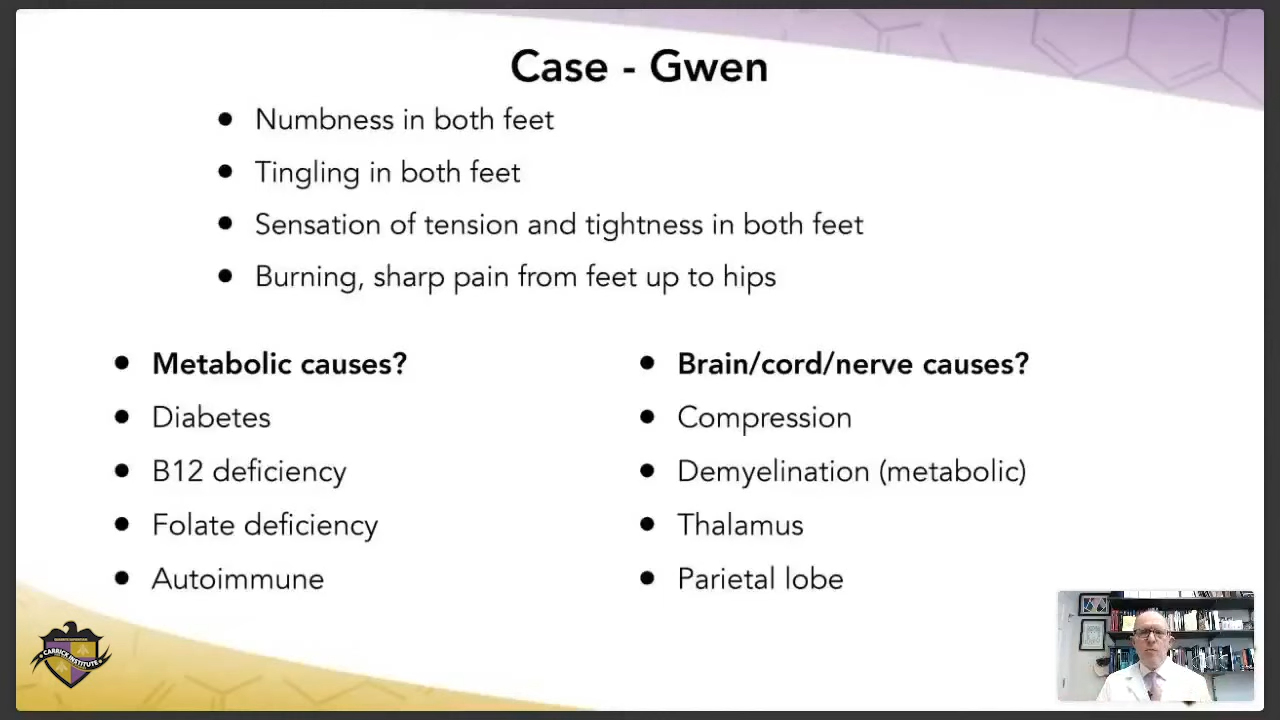 Case - Gwen
● Numbness in both feet
● Tingling in both feet
● Sensation of tension and tightness in both feet
● Burning, sharp pain from feet up to hips
● Metabolic causes?
● Diabetes
● B12 deficiency
● Folate deficiency
● Autoimmune
● Brain/cord/nerve causes?
● Compression
● Demyelination (metabolic)
● Thalamus
● Parietal lobe
CARRICK INSTITUTE